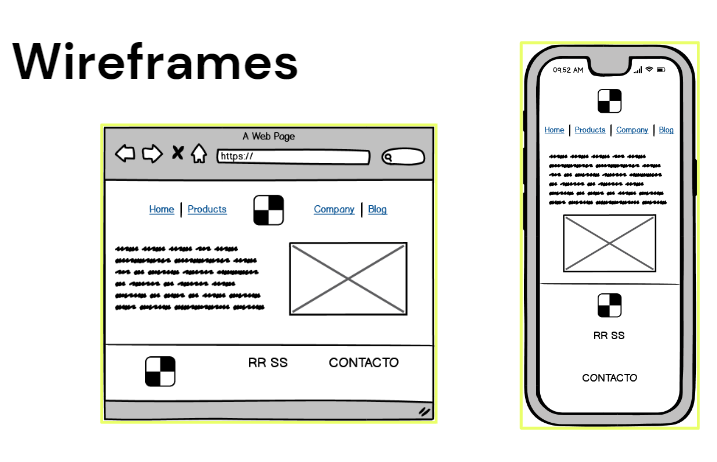 Wireframes
A Web Page
https://
Home | Products
Company | Blog
RR SS
CONTACTO
09:52 AM
Home | Products | Company | Blog
RR SS
CONTACTO